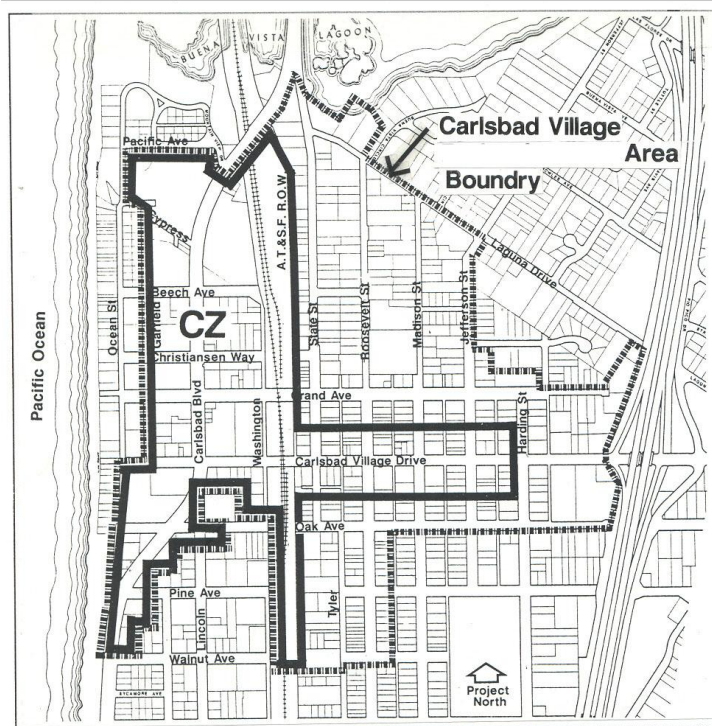 BUENA VISTA LAGOON
Carlsbad Village
Area
Boundry
Pacific Ave
A.T.&S.F. R.O.W.
Cypress
Laguna Drive
Beech Ave
Ocean St
Garfield
CZ
State St
Roosevelt St
Madison St
Jefferson St
Pacific Ocean
Christiansen Way
Grand Ave
Carlsbad Blvd
Washington
Harding St
Carlsbad Village Drive
Oak Ave
Pine Ave
Lincoln
Tyler
Walnut Ave
SYCAMORE AVE
Project
North